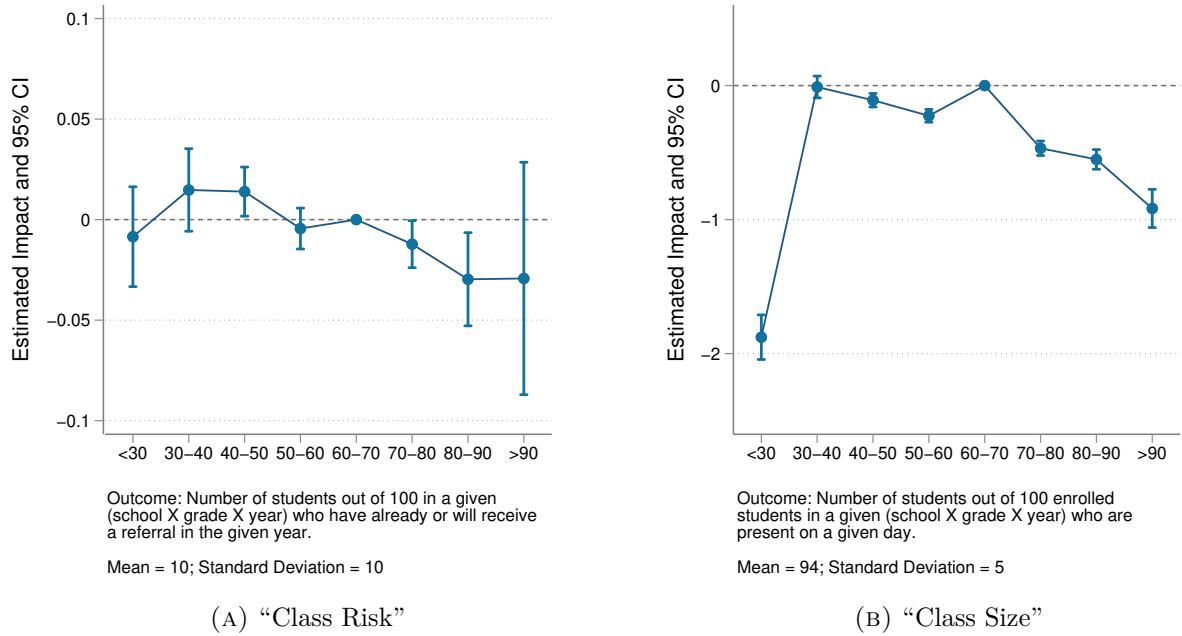 Estimated Impact and 95% CI
0.1
0.05
0
−0.05
−0.1
<30 30−40 40−50 50−60 60−70 70−80 80−90 >90
Outcome: Number of students out of 100 in a given
(school X grade X year) who have already or will receive
a referral in the given year.
Mean = 10; Standard Deviation = 10
(A) “Class Risk”
Estimated Impact and 95% CI
0
−1
−2
<30 30−40 40−50 50−60 60−70 70−80 80−90 >90
Outcome: Number of students out of 100 enrolled
students in a given (school X grade X year) who are
present on a given day.
Mean = 94; Standard Deviation = 5
(B) “Class Size”